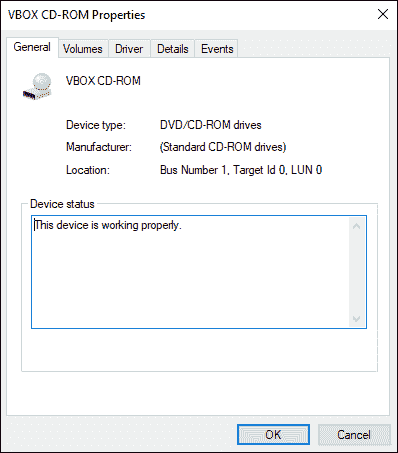 VBOX CD-ROM Properties
General Volumes Driver Details Events
VBOX CD-ROM
Device type: DVD/CD-ROM drives
Manufacturer: (Standard CD-ROM drives)
Location: Bus Number 1, Target Id 0, LUN 0
Device status
This device is working properly.
OK Cancel